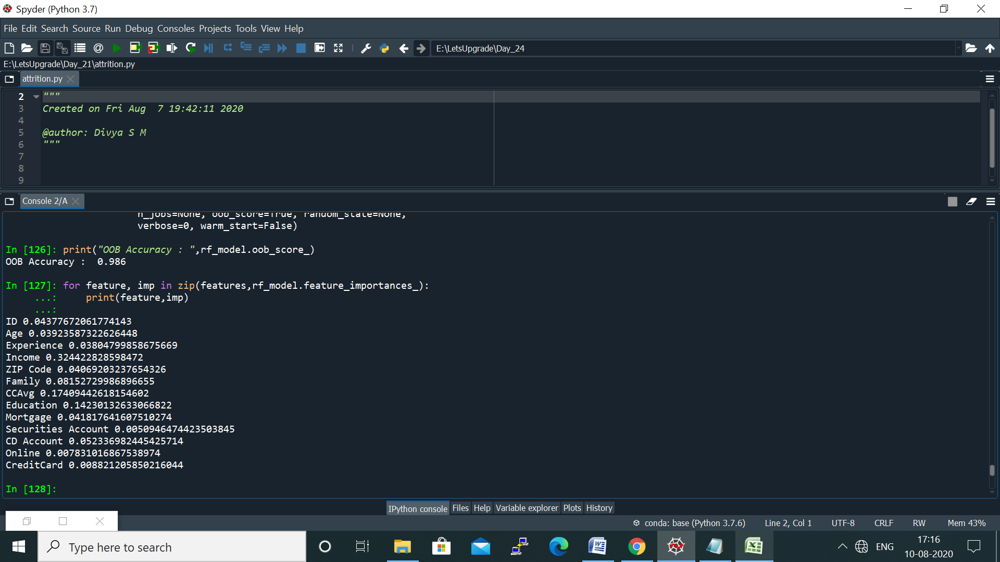 Spyder (Python 3.7)
File Edit Search Source Run Debug Consoles Projects Tools View Help
E:\LetsUpgrade\Day_24
E:\LetsUpgrade\Day_21\attrition.py
attrition.py
2 """
3 Created on Fri Aug  7 19:42:11 2020
4
5 @author: Divya S M
6 """
7
8
9
Console 2/A
n_jobs=None, oob_score=True, random_state=None,
verbose=0, warm_start=False)
In [126]: print("OOB Accuracy : ",rf_model.oob_score_)
OOB Accuracy :  0.986
In [127]: for feature, imp in zip(features,rf_model.feature_importances_):
...:     print(feature,imp)
...:
ID 0.04377672061774143
Age 0.03923587322626448
Experience 0.03804799858675669
Income 0.324422828598472
ZIP Code 0.04069203237654326
Family 0.08152729986896655
CCAvg 0.17409442618154602
Education 0.14230132633066822
Mortgage 0.041817641607510274
Securities Account 0.0050946474423503845
CD Account 0.052336982445425714
Online 0.007831016867538974
CreditCard 0.008821205850216044
In [128]:
IPython console Files Help Variable explorer Plots History
conda: base (Python 3.7.6) Line 2, Col 1 UTF-8 CRLF RW Mem 43%
Type here to search
ENG
17:16
10-08-2020